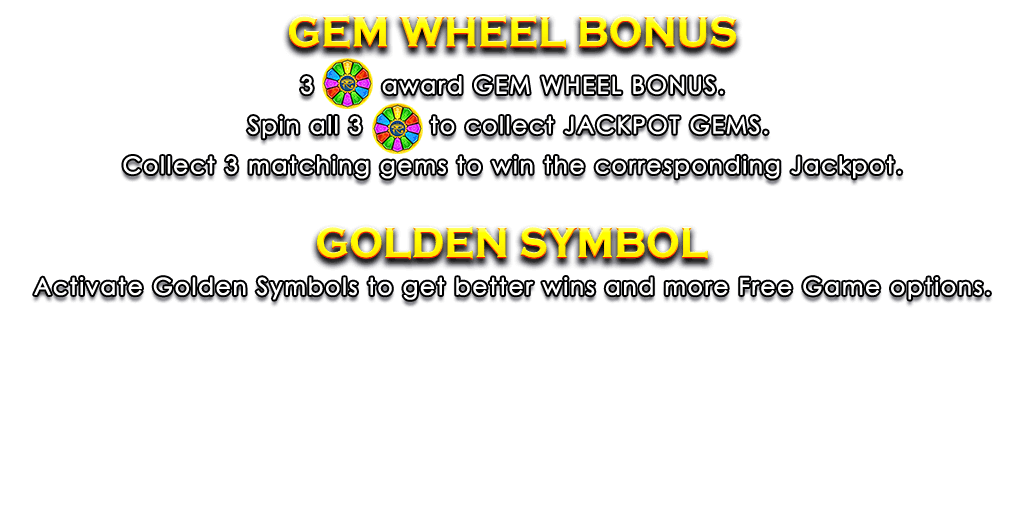 GEM WHEEL BONUS
3 award GEM WHEEL BONUS.
Spin all 3 to collect JACKPOT GEMS.
Collect 3 matching gems to win the corresponding Jackpot.
GOLDEN SYMBOL
Activate Golden Symbols to get better wins and more Free Game options.